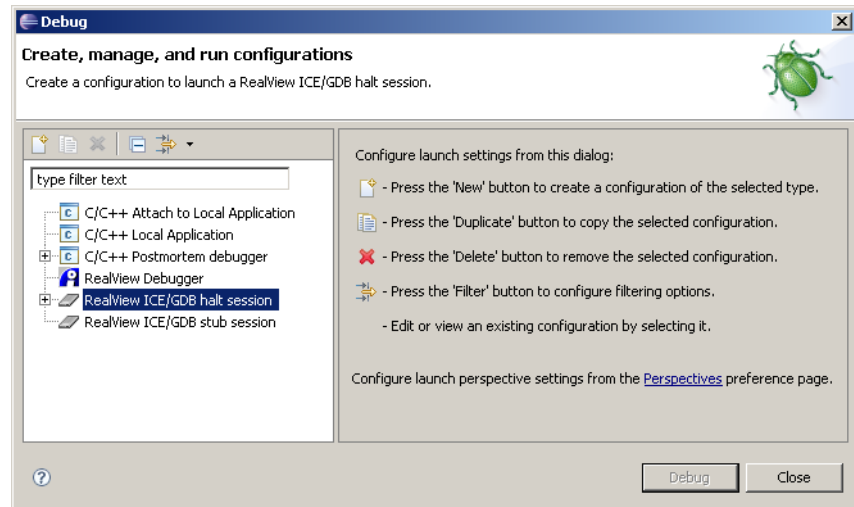 Debug
Create, manage, and run configurations
Create a configuration to launch a RealView ICE/GDB halt session.
type filter text
C/C++ Attach to Local Application
C/C++ Local Application
C/C++ Postmortem debugger
RealView Debugger
RealView ICE/GDB halt session
RealView ICE/GDB stub session
Configure launch settings from this dialog:
- Press the 'New' button to create a configuration of the selected type.
- Press the 'Duplicate' button to copy the selected configuration.
- Press the 'Delete' button to remove the selected configuration.
- Press the 'Filter' button to configure filtering options.
- Edit or view an existing configuration by selecting it.
Configure launch perspective settings from the Perspectives preference page.
Debug
Close